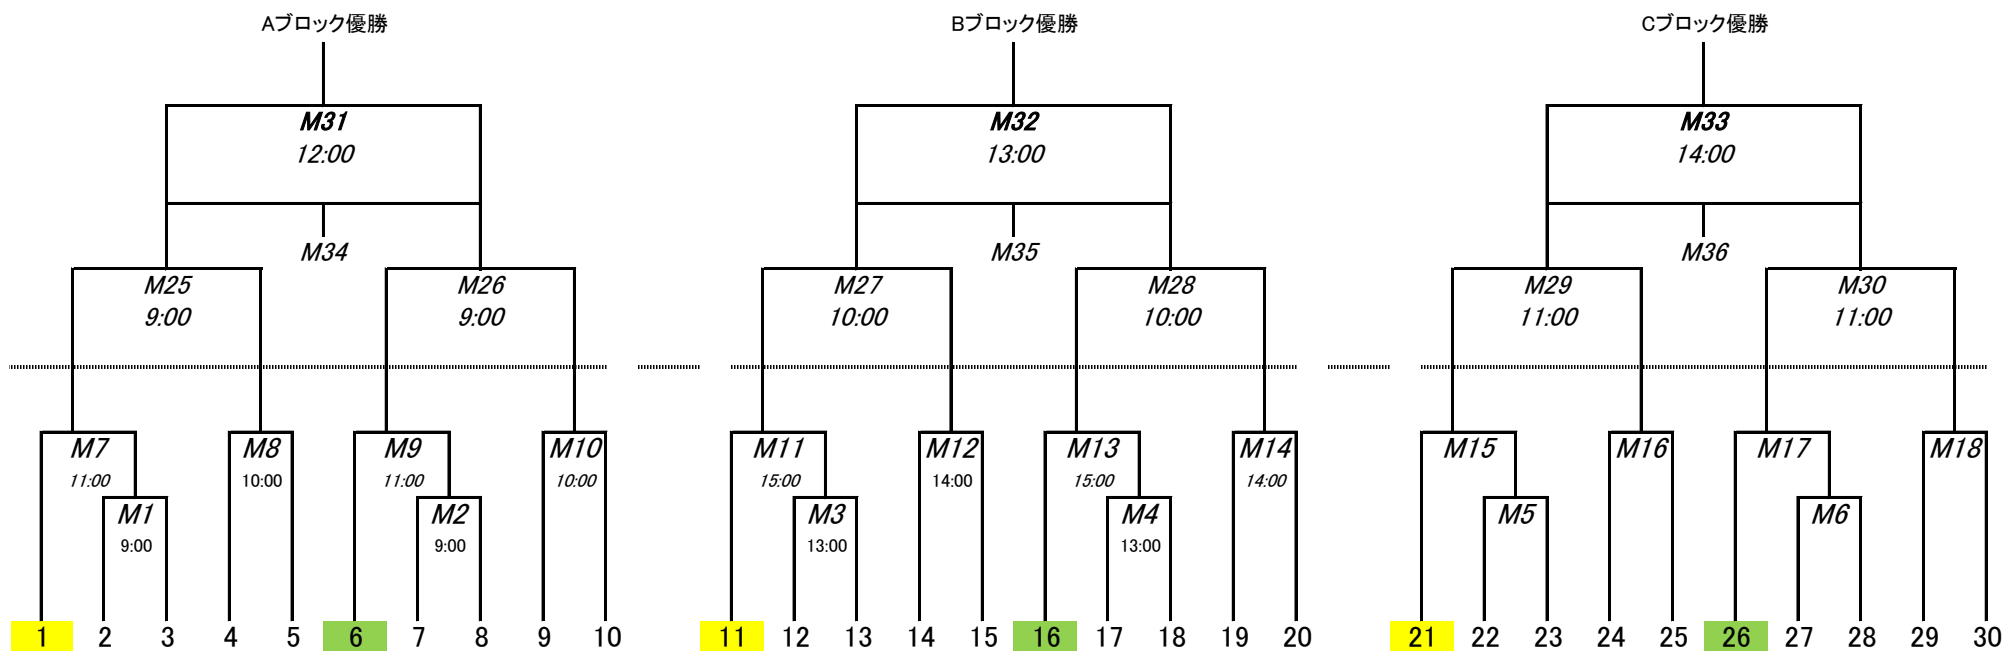 Aブロック優勝 Bブロック優勝 Cブロック優勝
M31 M32 M33
12:00 13:00 14:00
M34 M35 M36
M25 M26 M27 M28 M29 M30
9:00 9:00 10:00 10:00 11:00 11:00
M7 M8 M9 M10 M11 M12 M13 M14 M15 M16 M17 M18
11:00 10:00 11:00 10:00 15:00 14:00 15:00 14:00
M1 M2 M3 M4 M5 M6
9:00 9:00 13:00 13:00
1 2 3 4 5 6 7 8 9 10 11 12 13 14 15 16 17 18 19 20 21 22 23 24 25 26 27 28 29 30